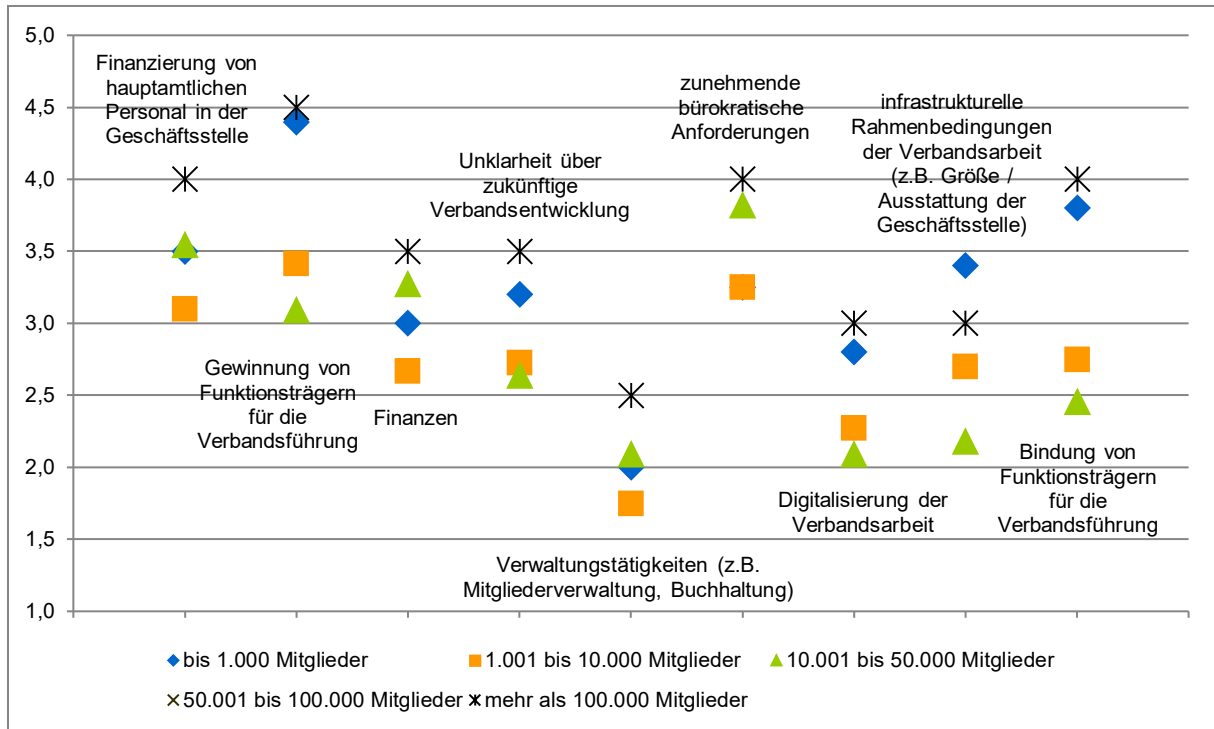 5,0
4,5
4,0
3,5
3,0
2,5
2,0
1,5
1,0
Finanzierung von
hauptamtlichen
Personal in der
Geschäftsstelle
Gewinnung von
Funktionsträgern
für die
Verbandsführung
Finanzen
Unklarheit über
zukünftige
Verbandsentwicklung
Verwaltungstätigkeiten (z.B.
Mitgliederverwaltung, Buchhaltung)
zunehmende
bürokratische
Anforderungen
Digitalisierung der
Verbandsarbeit
infrastrukturelle
Rahmenbedingungen
der Verbandsarbeit
(z.B. Größe /
Ausstattung der
Geschäftsstelle)
Bindung von
Funktionsträgern
für die
Verbandsführung
bis 1.000 Mitglieder
1.001 bis 10.000 Mitglieder
10.001 bis 50.000 Mitglieder
50.001 bis 100.000 Mitglieder
mehr als 100.000 Mitglieder